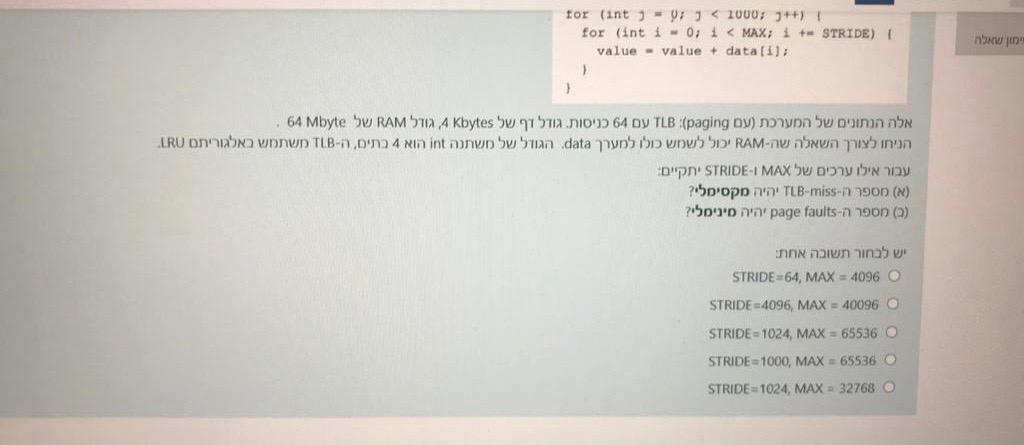 for (int j = 0; j < 1000; j++) {
for (int i = 0; i < MAX; i += STRIDE) {
value = value + data[i];
}
}
שאלה
אלה הנתונים של המערכת (עם paging): TLB עם 64 כניסות. גודל דף של 4 Kbytes, גודל RAM של 64 Mbyte .
הניחו לצורך השאלה שה-RAM יכול לשמש כולו למערך data. הגודל של משתנה int הוא 4 בתים, ה-TLB משתמש באלגוריתם LRU.
עבור אילו ערכים של MAX ו-STRIDE יתקיים:
(א) מספר ה-TLB-miss יהיה מקסימלי?
(ב) מספר ה-page faults יהיה מינימלי?
יש לבחור תשובה אחת:
STRIDE=64, MAX = 4096
STRIDE=4096, MAX = 40096
STRIDE=1024, MAX = 65536
STRIDE=1000, MAX = 65536
STRIDE=1024, MAX = 32768